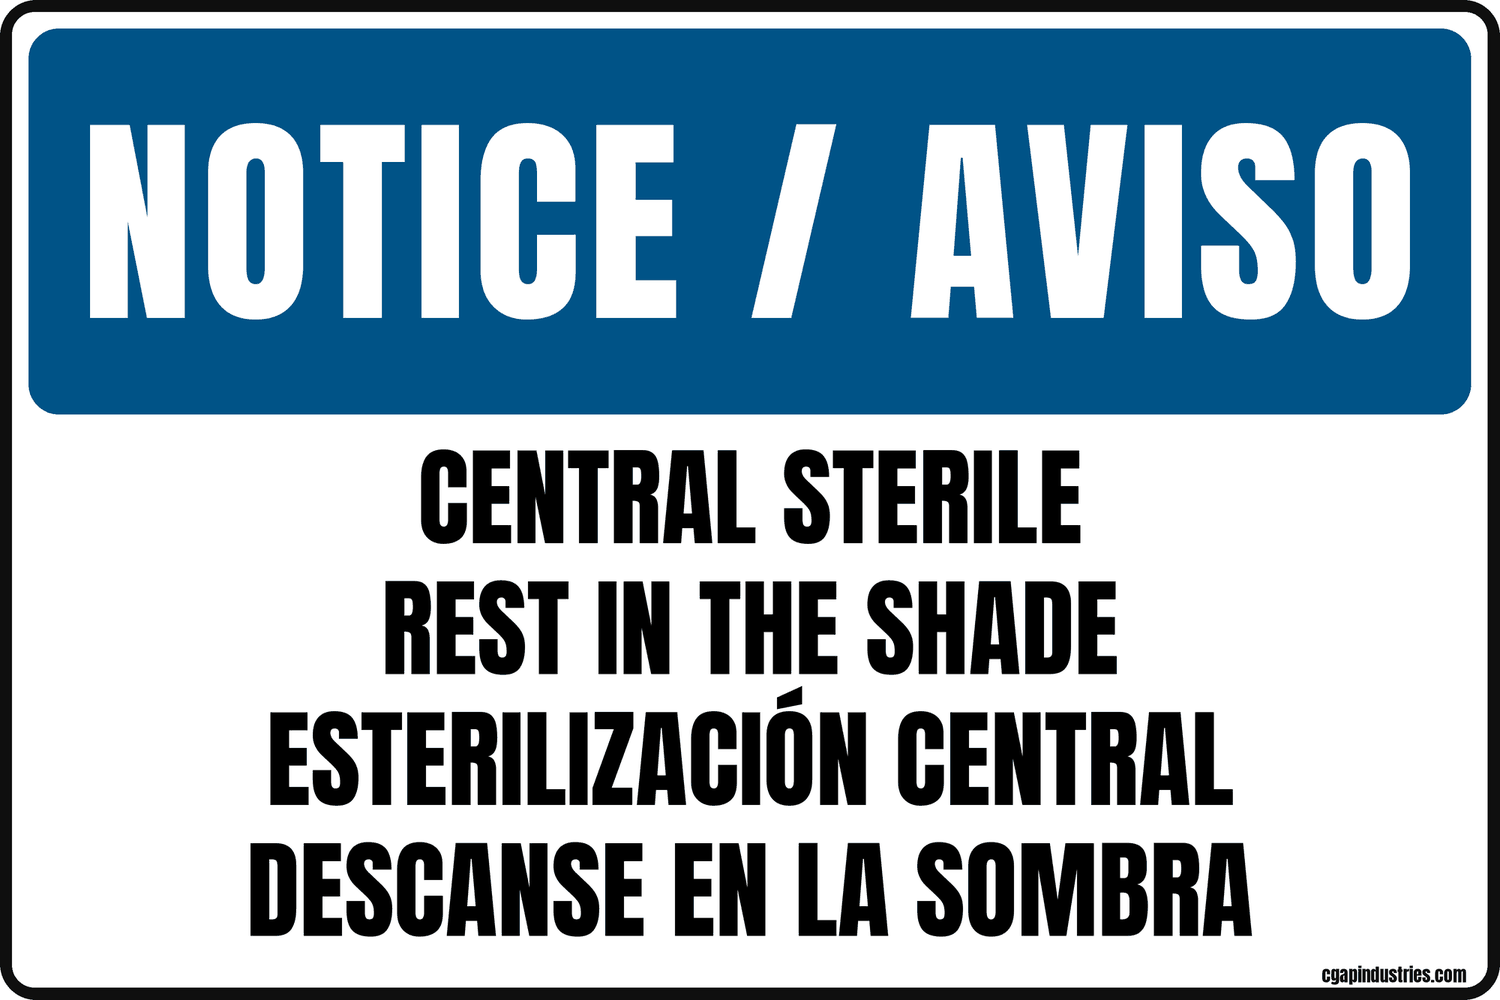 NOTICE / AVISO
CENTRAL STERILE
REST IN THE SHADE
ESTERILIZACIÓN CENTRAL
DESCANSE EN LA SOMBRA
cgapindustries.com